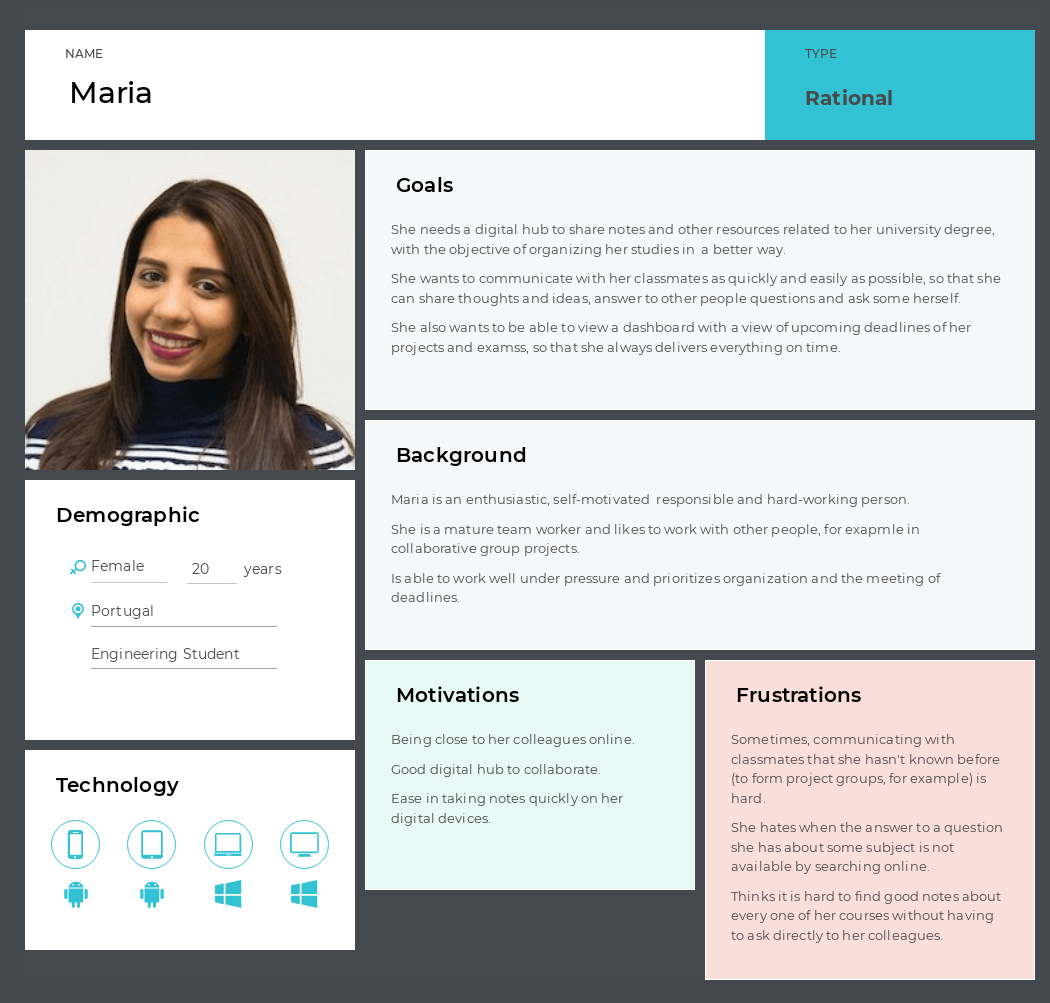 NAME
Maria
TYPE
Rational
Goals
She needs a digital hub to share notes and other resources related to her university degree,
with the objective of organizing her studies in a better way.
She wants to communicate with her classmates as quickly and easily as possible, so that she
can share thoughts and ideas, answer to other people questions and ask some herself.
She also wants to be able to view a dashboard with a view of upcoming deadlines of her
projects and examss, so that she always delivers everything on time.
Background
Maria is an enthusiastic, self-motivated responsible and hard-working person.
She is a mature team worker and likes to work with other people, for exapmle in
collaborative group projects.
Is able to work well under pressure and prioritizes organization and the meeting of
deadlines.
Demographic
Female 20 years
Portugal
Engineering Student
Technology
Motivations
Being close to her colleagues online.
Good digital hub to collaborate.
Ease in taking notes quickly on her
digital devices.
Frustrations
Sometimes, communicating with
classmates that she hasn't known before
(to form project groups, for example) is
hard.
She hates when the answer to a question
she has about some subject is not
available by searching online.
Thinks it is hard to find good notes about
every one of her courses without having
to ask directly to her colleagues.